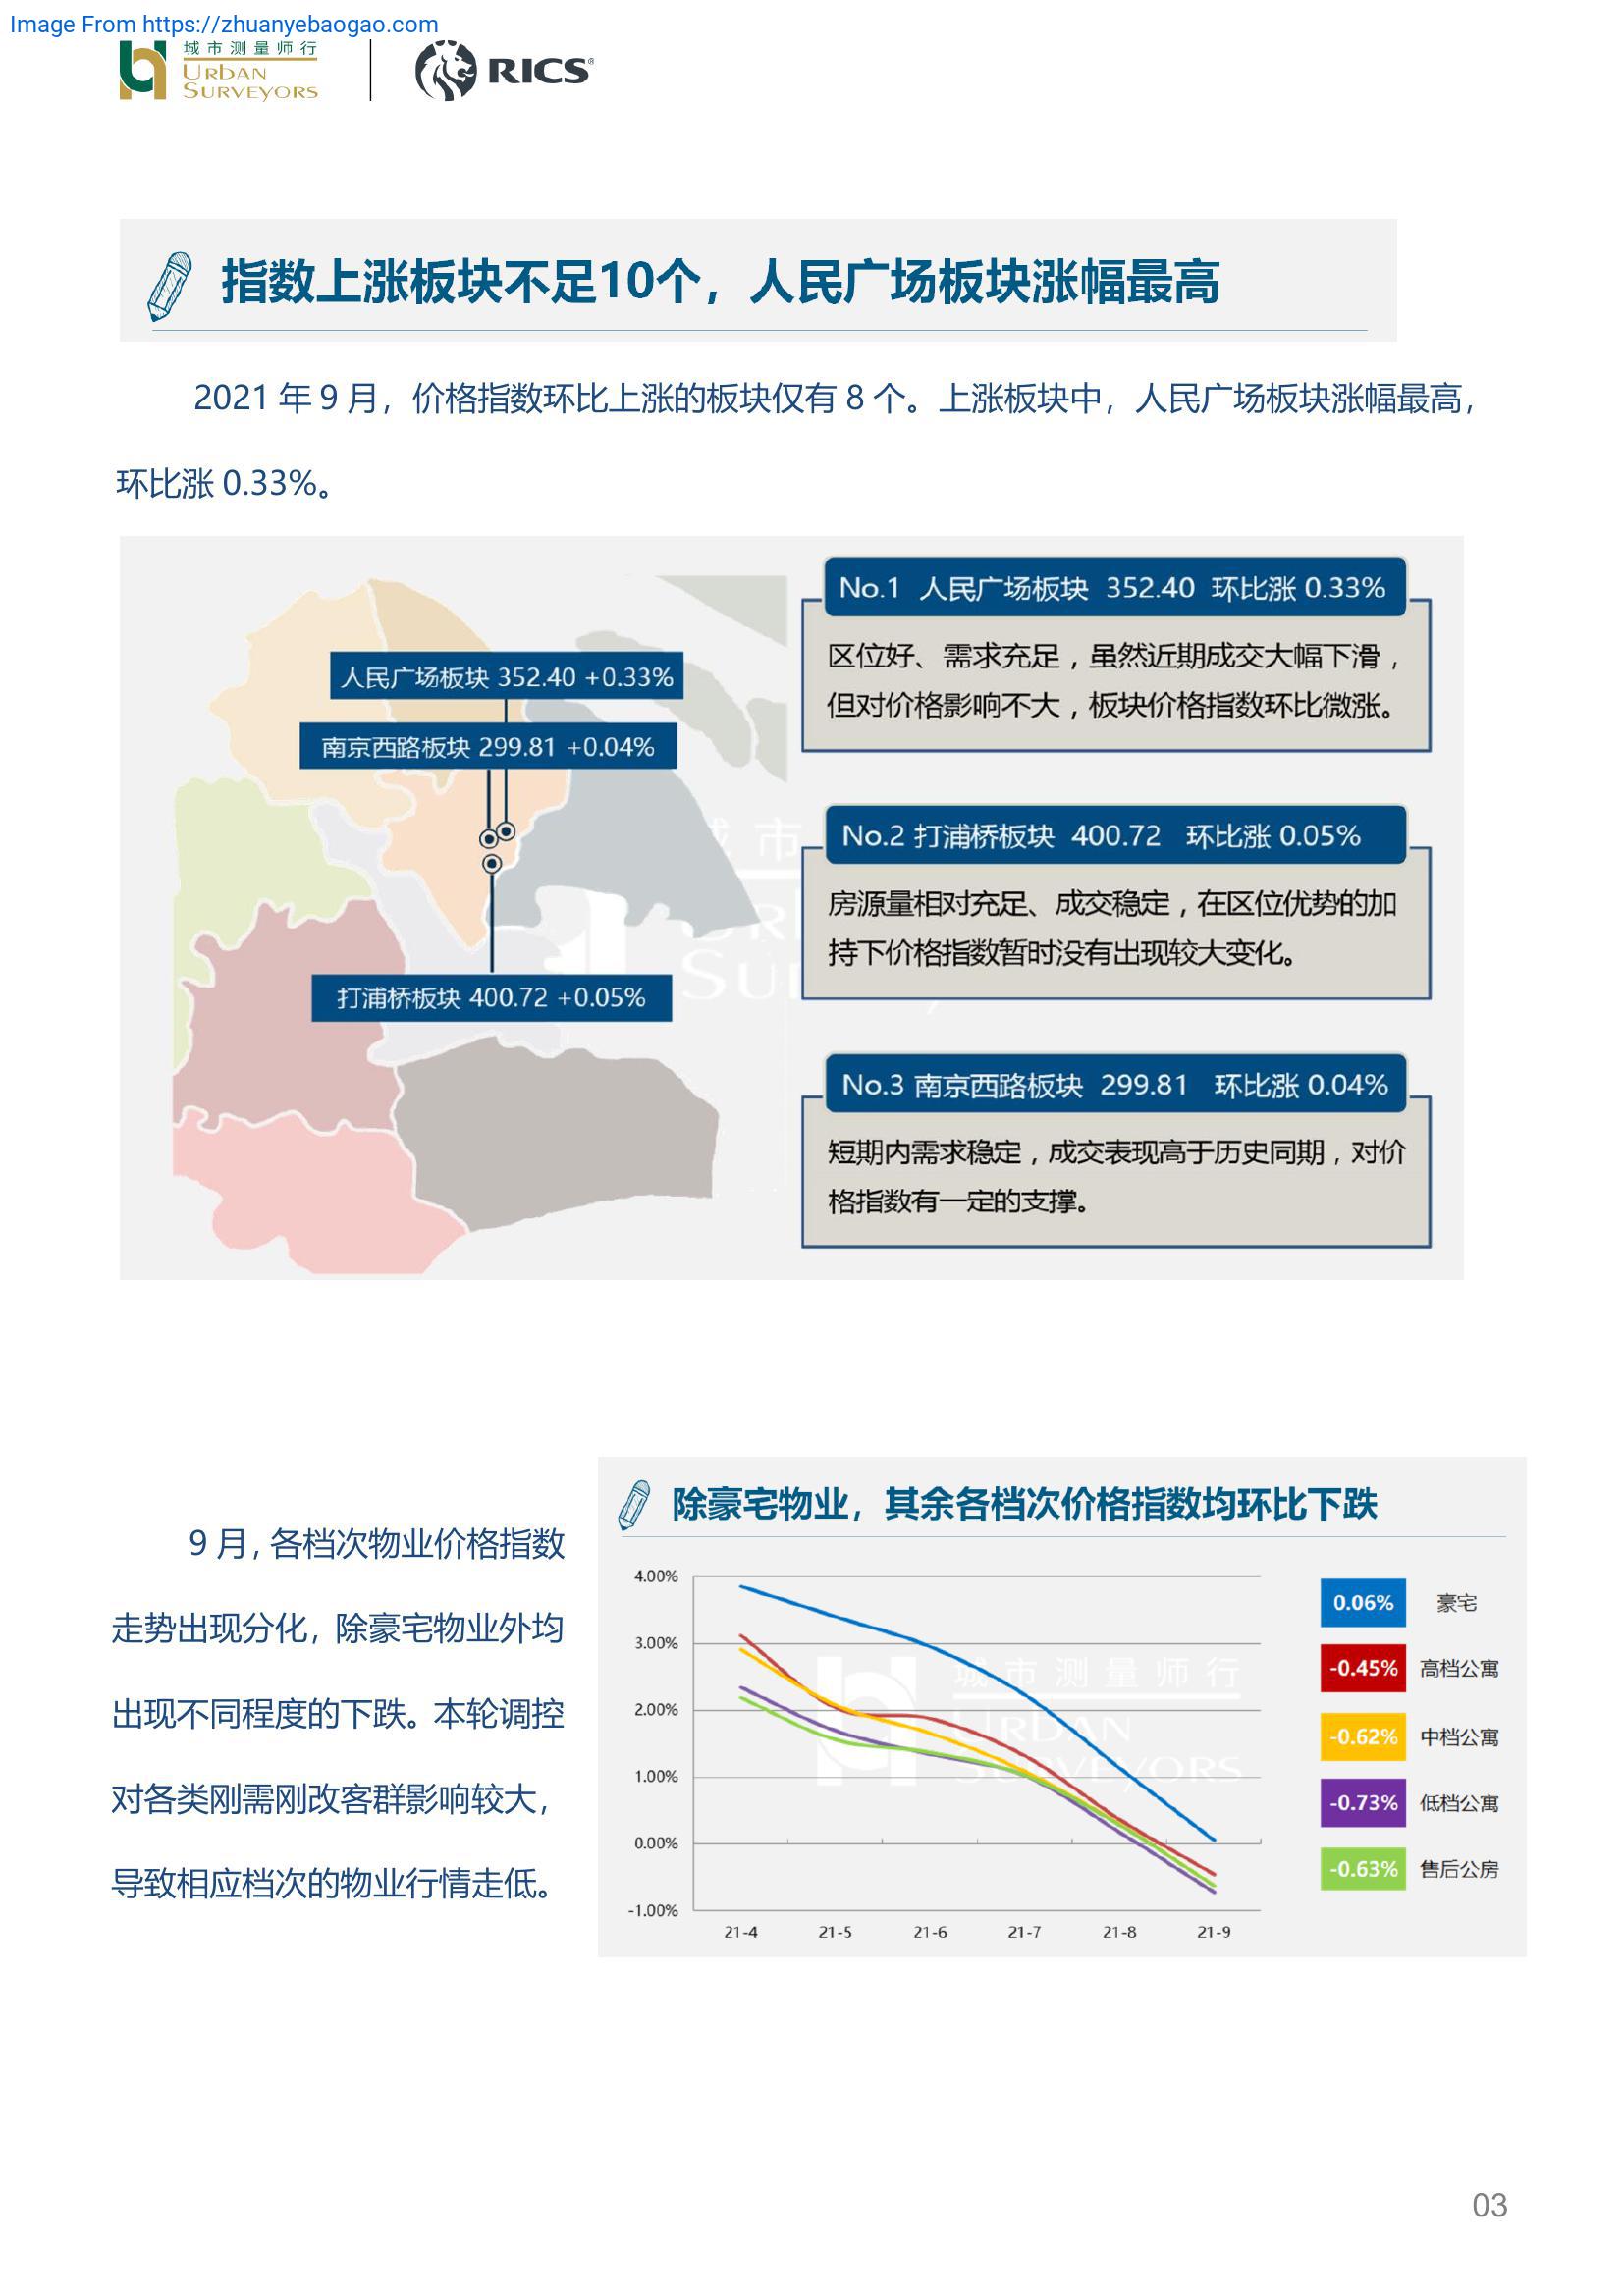 Image From https://zhuanyebaogao.com
城市测量师行
URBAN
SURVEYORS
RICS®
指数上涨板块不足10个，人民广场板块涨幅最高
2021 年 9 月，价格指数环比上涨的板块仅有 8 个。上涨板块中，人民广场板块涨幅最高，
环比涨 0.33%。
人民广场板块 352.40 +0.33%
南京西路板块 299.81 +0.04%
打浦桥板块 400.72 +0.05%
No.1 人民广场板块 352.40 环比涨 0.33%
区位好、需求充足，虽然近期成交大幅下滑，
但对价格影响不大，板块价格指数环比微涨。
No.2 打浦桥板块 400.72 环比涨 0.05%
房源量相对充足、成交稳定，在区位优势的加
持下价格指数暂时没有出现较大变化。
No.3 南京西路板块 299.81 环比涨 0.04%
短期内需求稳定，成交表现高于历史同期，对价
格指数有一定的支撑。
9 月，各档次物业价格指数
走势出现分化，除豪宅物业外均
出现不同程度的下跌。本轮调控
对各类刚需刚改客群影响较大，
导致相应档次的物业行情走低。
除豪宅物业，其余各档次价格指数均环比下跌
4.00%
3.00%
2.00%
1.00%
0.00%
-1.00%
21-4 21-5 21-6 21-7 21-8 21-9
城市测量师行
URBAN
SURVEYORS
0.06% 豪宅
-0.45% 高档公寓
-0.62% 中档公寓
-0.73% 低档公寓
-0.63% 售后公房
03